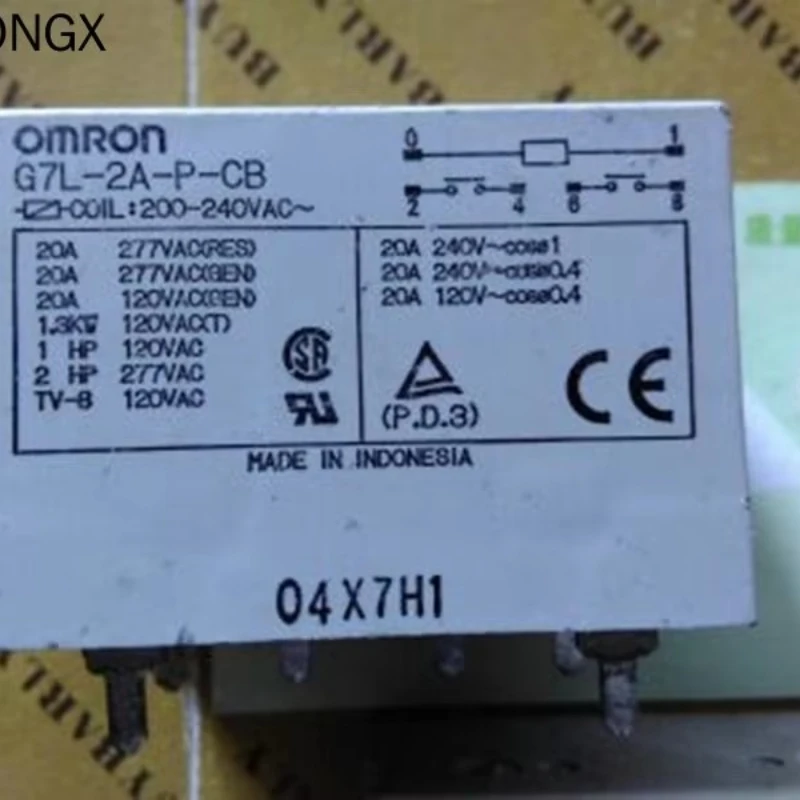 ONGX
BUYBARLY
OMRON
G7L-2A-P-CB
COIL:200-240VAC~
0 1
2 4 6 8
20A 277VAC(RES)
20A 277VAC(GEN)
20A 120VAC(GEN)
1.3KW 120VAC(T)
1 HP 120VAC
2 HP 277VAC
TV-8 120VAC
20A 240V~cosø1
20A 240V~cosø0.4
20A 120V~cosø0.4
(P.D.3)
CE
MADE IN INDONESIA
04X7H1